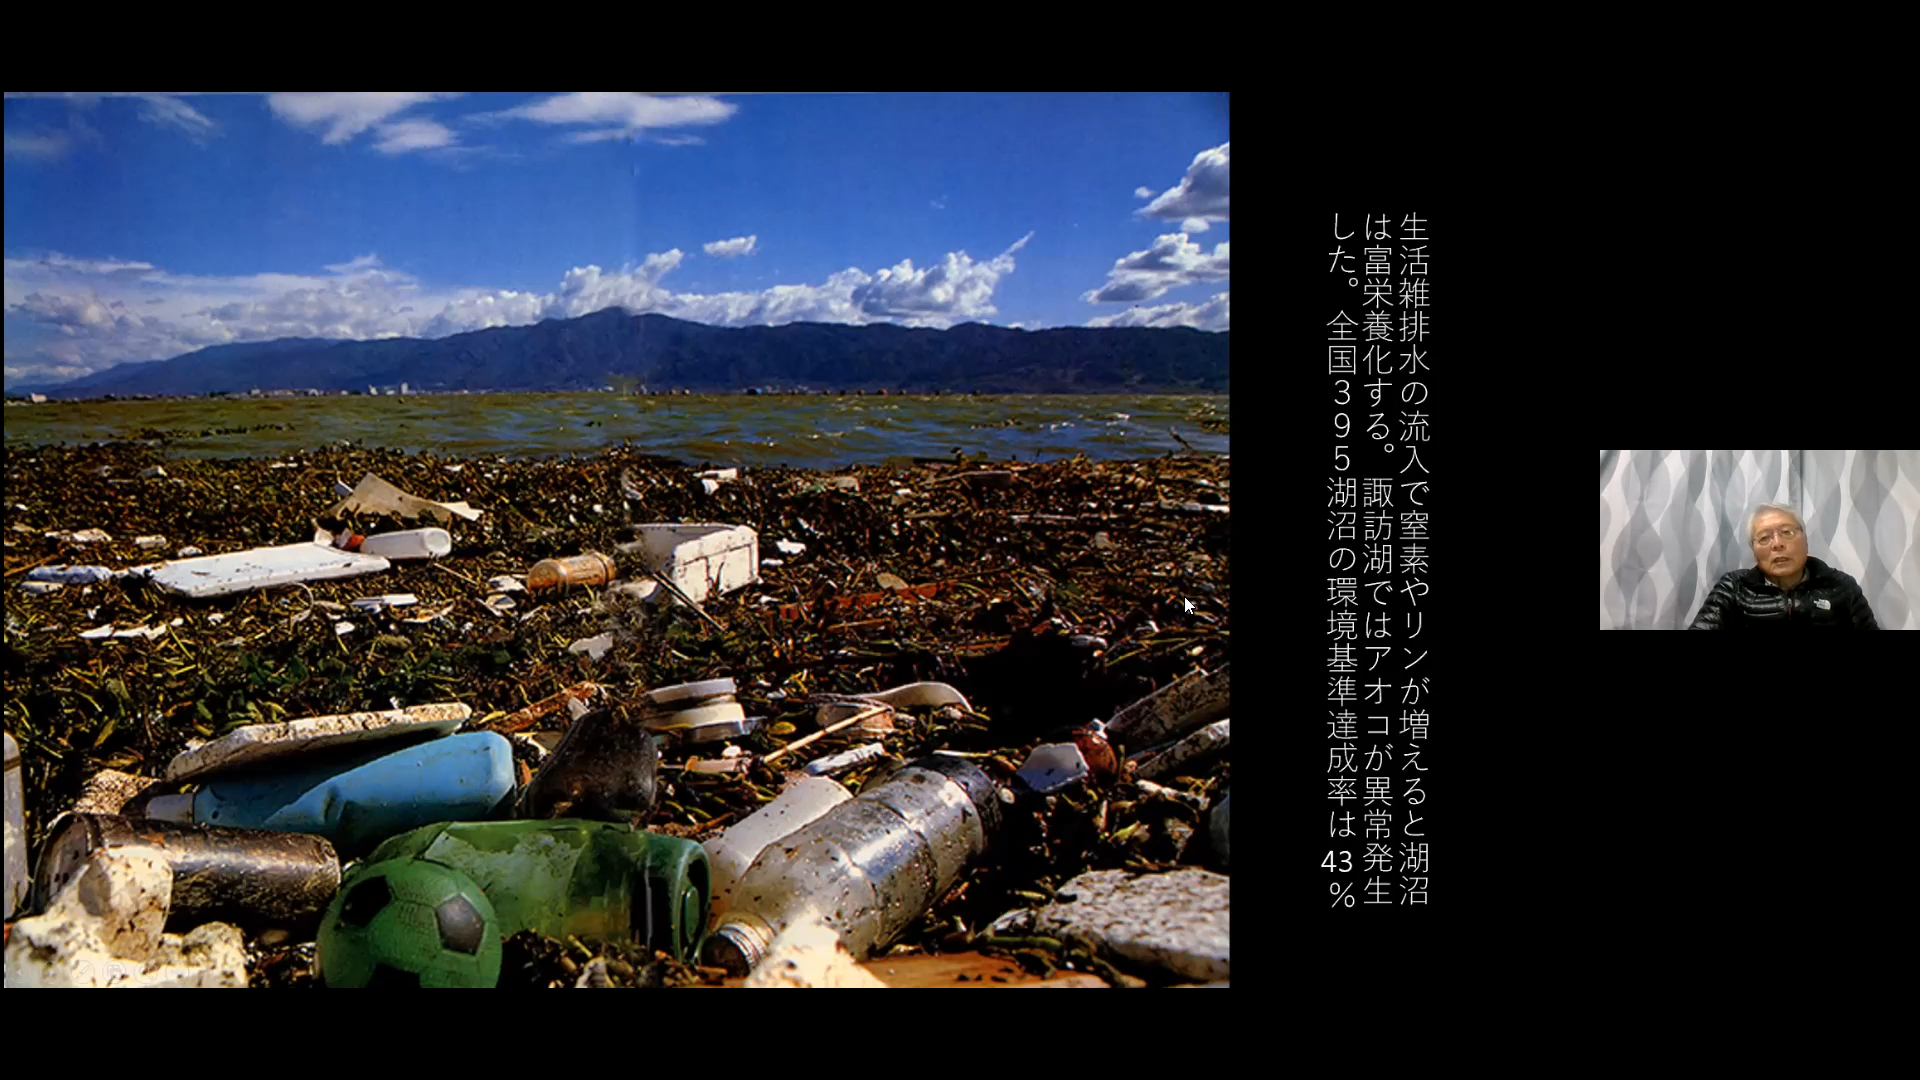 生活雑排水の流入で窒素やリンが増えると湖沼
は富栄養化する。諏訪湖ではアオコが異常発生
した。全国３９５湖沼の環境基準達成率は43％